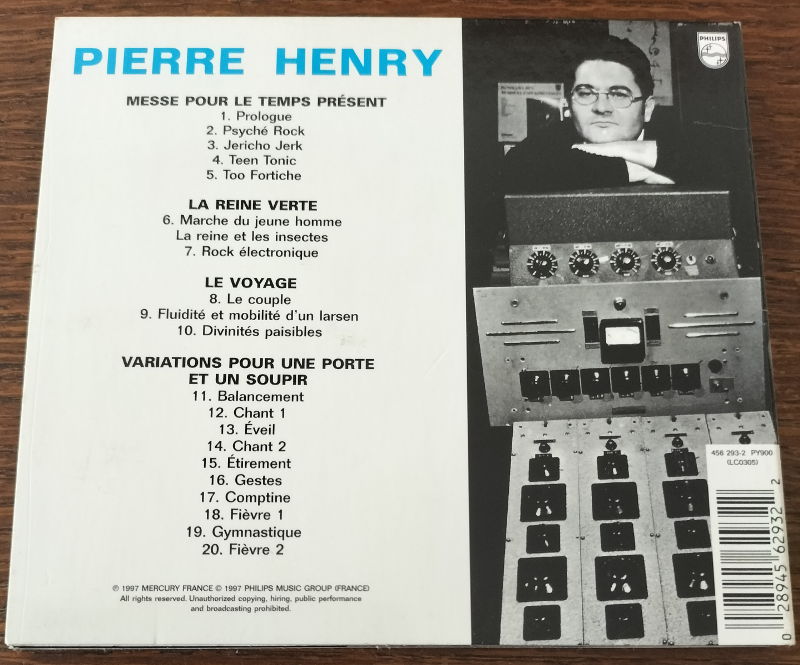 PIERRE HENRY
MESSE POUR LE TEMPS PRÉSENT
1. Prologue
2. Psyché Rock
3. Jericho Jerk
4. Teen Tonic
5. Too Fortiche
LA REINE VERTE
6. Marche du jeune homme
La reine et les insectes
7. Rock électronique
LE VOYAGE
8. Le couple
9. Fluidité et mobilité d'un larsen
10. Divinités paisibles
VARIATIONS POUR UNE PORTE
ET UN SOUPIR
11. Balancement
12. Chant 1
13. Éveil
14. Chant 2
15. Étirement
16. Gestes
17. Comptine
18. Fièvre 1
19. Gymnastique
20. Fièvre 2
℗ 1997 MERCURY FRANCE © 1997 PHILIPS MUSIC GROUP (FRANCE)
All rights reserved. Unauthorized copying, hiring, public performance
and broadcasting prohibited.
PHILIPS
456 293-2 PY900
(LC0305)
0 28945 62932 2